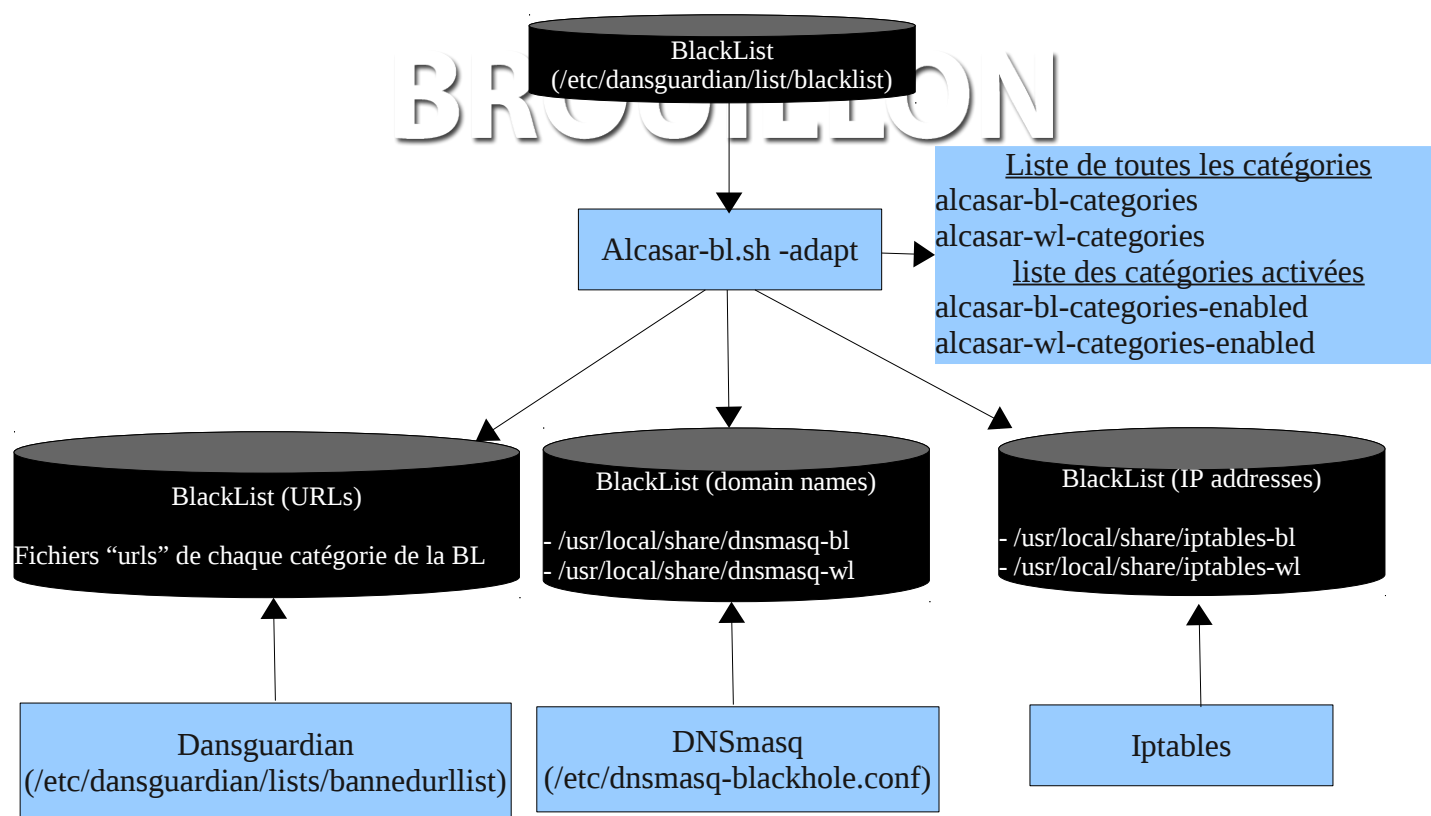 BlackList
(/etc/dansguardian/list/blacklist)
BROUILLON
Liste de toutes les catégories
alcasar-bl-categories
alcasar-wl-categories
liste des catégories activées
alcasar-bl-categories-enabled
alcasar-wl-categories-enabled
Alcasar-bl.sh -adapt
BlackList (URLs)
Fichiers “urls” de chaque catégorie de la BL
BlackList (domain names)
- /usr/local/share/dnsmasq-bl
- /usr/local/share/dnsmasq-wl
BlackList (IP addresses)
- /usr/local/share/iptables-bl
- /usr/local/share/iptables-wl
Dansguardian
(/etc/dansguardian/lists/bannedurllist)
DNSmasq
(/etc/dnsmasq-blackhole.conf)
Iptables